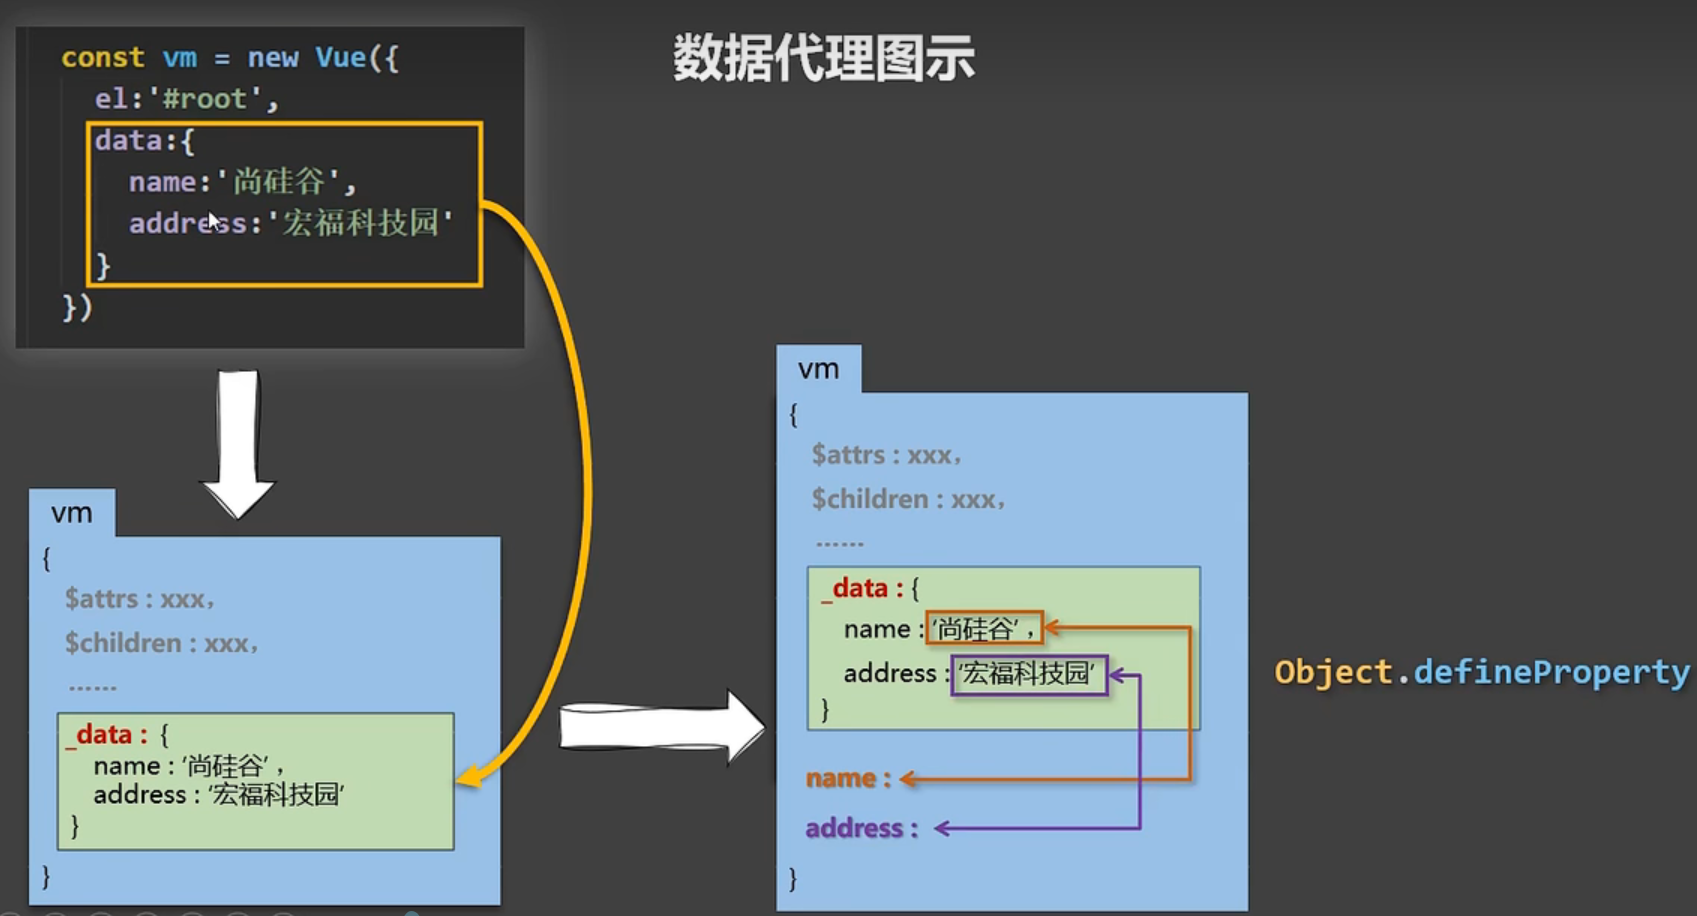 数据代理图示
const vm = new Vue({
el:'#root',
data:{
name:'尚硅谷',
address:'宏福科技园'
}
})
vm
{
$attrs : xxx，
$children : xxx，
……
_data : {
name : '尚硅谷' ，
address : '宏福科技园'
}
}
vm
{
$attrs : xxx，
$children : xxx，
……
_data : {
name : '尚硅谷' ，
address : '宏福科技园'
}
name :
address :
}
Object.defineProperty